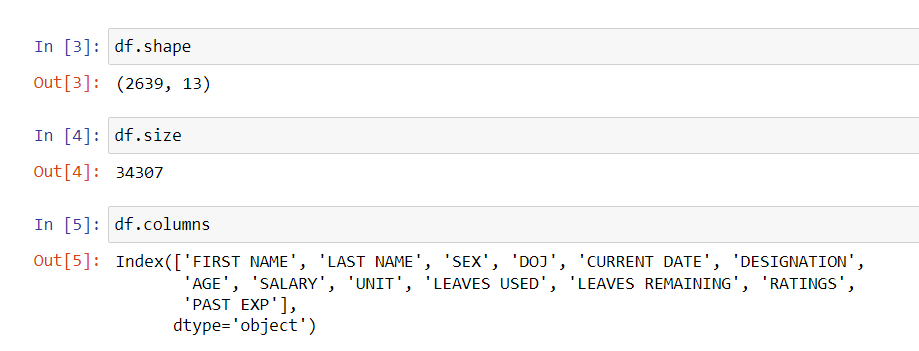 In [3]: df.shape
Out[3]: (2639, 13)
In [4]: df.size
Out[4]: 34307
In [5]: df.columns
Out[5]: Index(['FIRST NAME', 'LAST NAME', 'SEX', 'DOJ', 'CURRENT DATE', 'DESIGNATION',
'AGE', 'SALARY', 'UNIT', 'LEAVES USED', 'LEAVES REMAINING', 'RATINGS',
'PAST EXP'],
dtype='object')